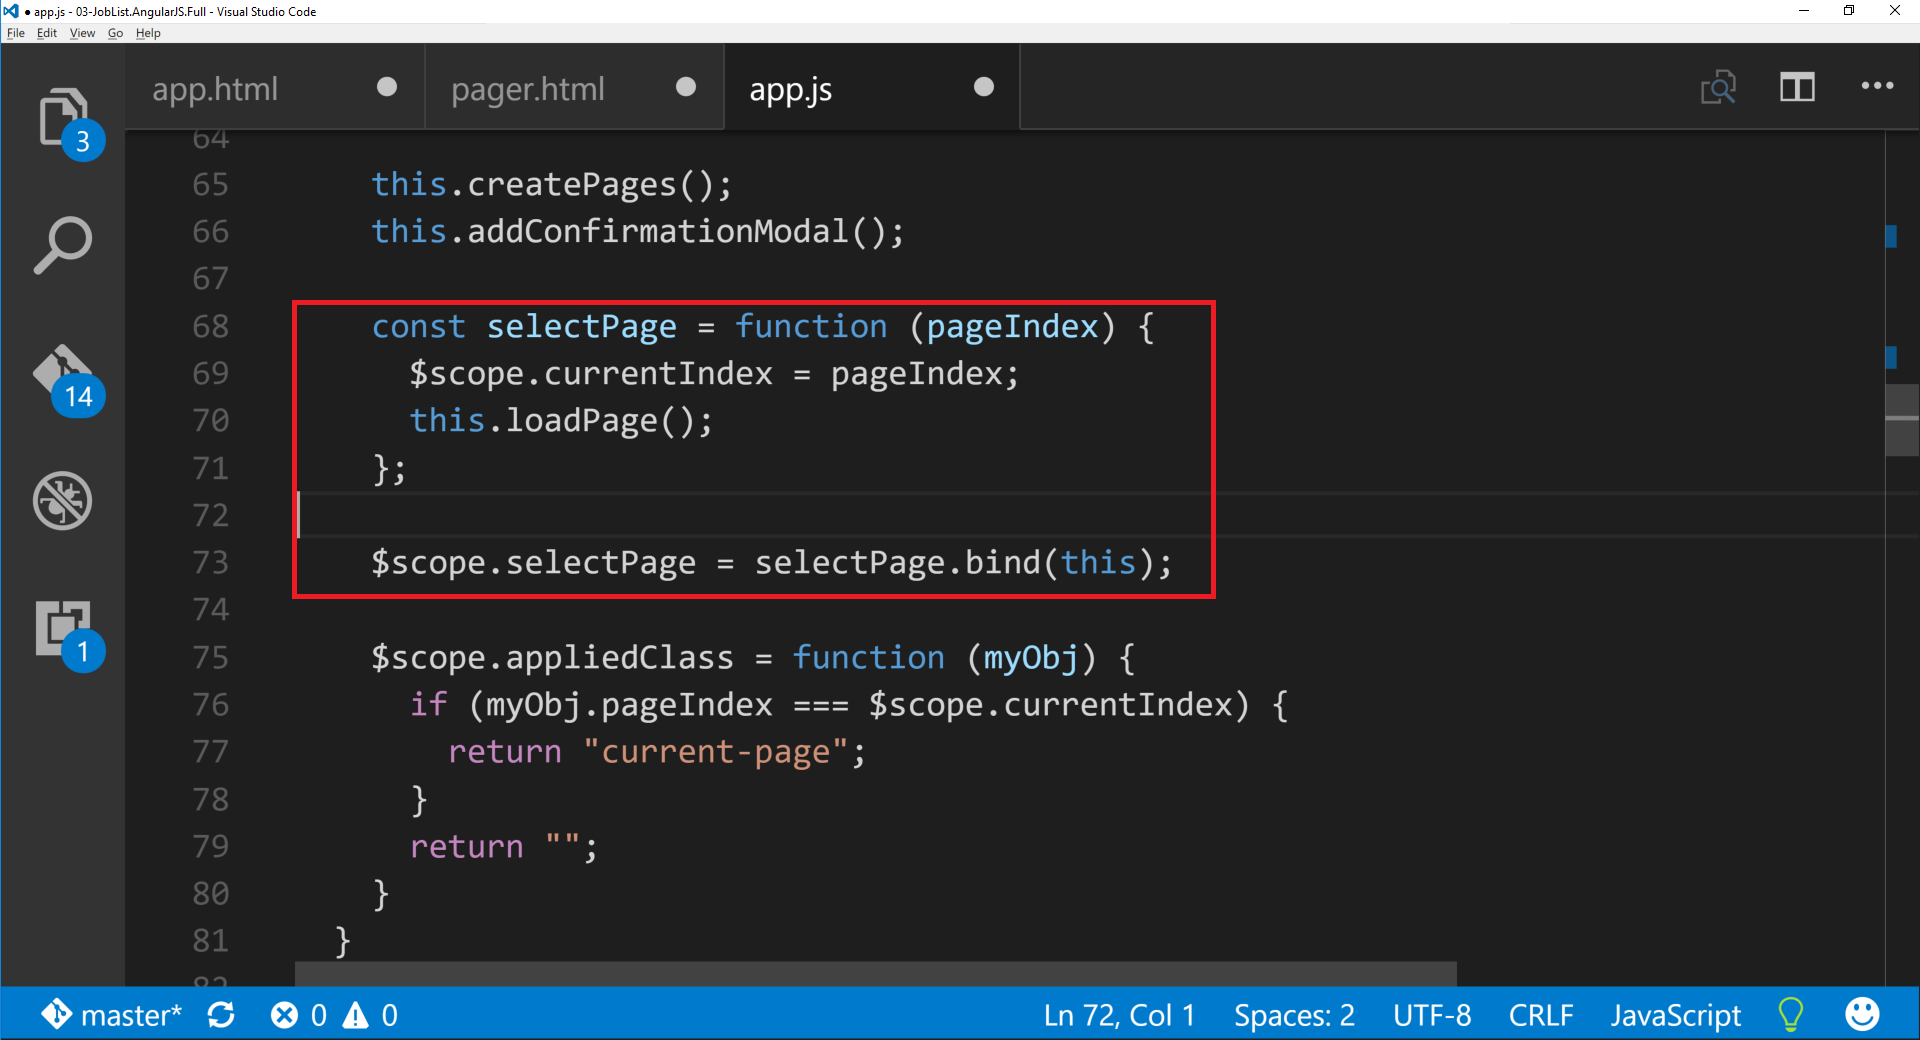 ● app.js - 03-JobList.AngularJS.Full - Visual Studio Code
File Edit View Go Help
app.html
pager.html
app.js
3
14
1
64
65 this.createPages();
66 this.addConfirmationModal();
67
68 const selectPage = function (pageIndex) {
69 $scope.currentIndex = pageIndex;
70 this.loadPage();
71 };
72
73 $scope.selectPage = selectPage.bind(this);
74
75 $scope.appliedClass = function (myObj) {
76 if (myObj.pageIndex === $scope.currentIndex) {
77 return "current-page";
78 }
79 return "";
80 }
81 }
82
master* 0 0 Ln 72, Col 1 Spaces: 2 UTF-8 CRLF JavaScript